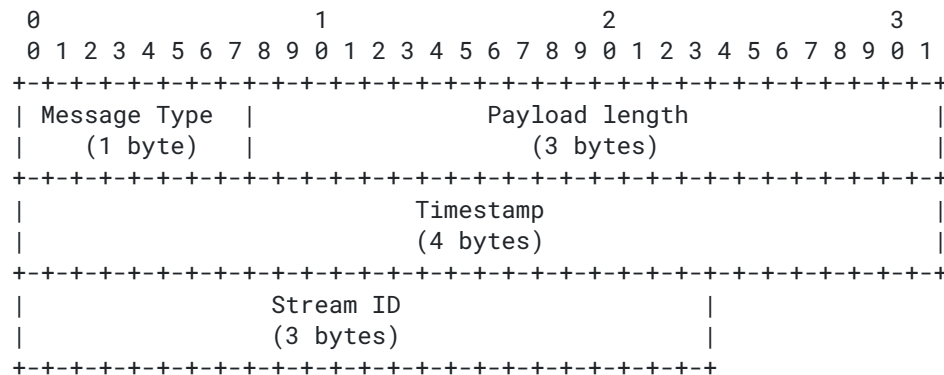 0                   1                   2                   3
0 1 2 3 4 5 6 7 8 9 0 1 2 3 4 5 6 7 8 9 0 1 2 3 4 5 6 7 8 9 0 1
+-+-+-+-+-+-+-+-+-+-+-+-+-+-+-+-+-+-+-+-+-+-+-+-+-+-+-+-+-+-+-+-+
| Message Type  |                Payload length                 |
|    (1 byte)   |                   (3 bytes)                   |
+-+-+-+-+-+-+-+-+-+-+-+-+-+-+-+-+-+-+-+-+-+-+-+-+-+-+-+-+-+-+-+-+
|                           Timestamp                           |
|                           (4 bytes)                           |
+-+-+-+-+-+-+-+-+-+-+-+-+-+-+-+-+-+-+-+-+-+-+-+-+-+-+-+-+-+-+-+-+
|                 Stream ID                     |
|                 (3 bytes)                     |
+-+-+-+-+-+-+-+-+-+-+-+-+-+-+-+-+-+-+-+-+-+-+-+-+